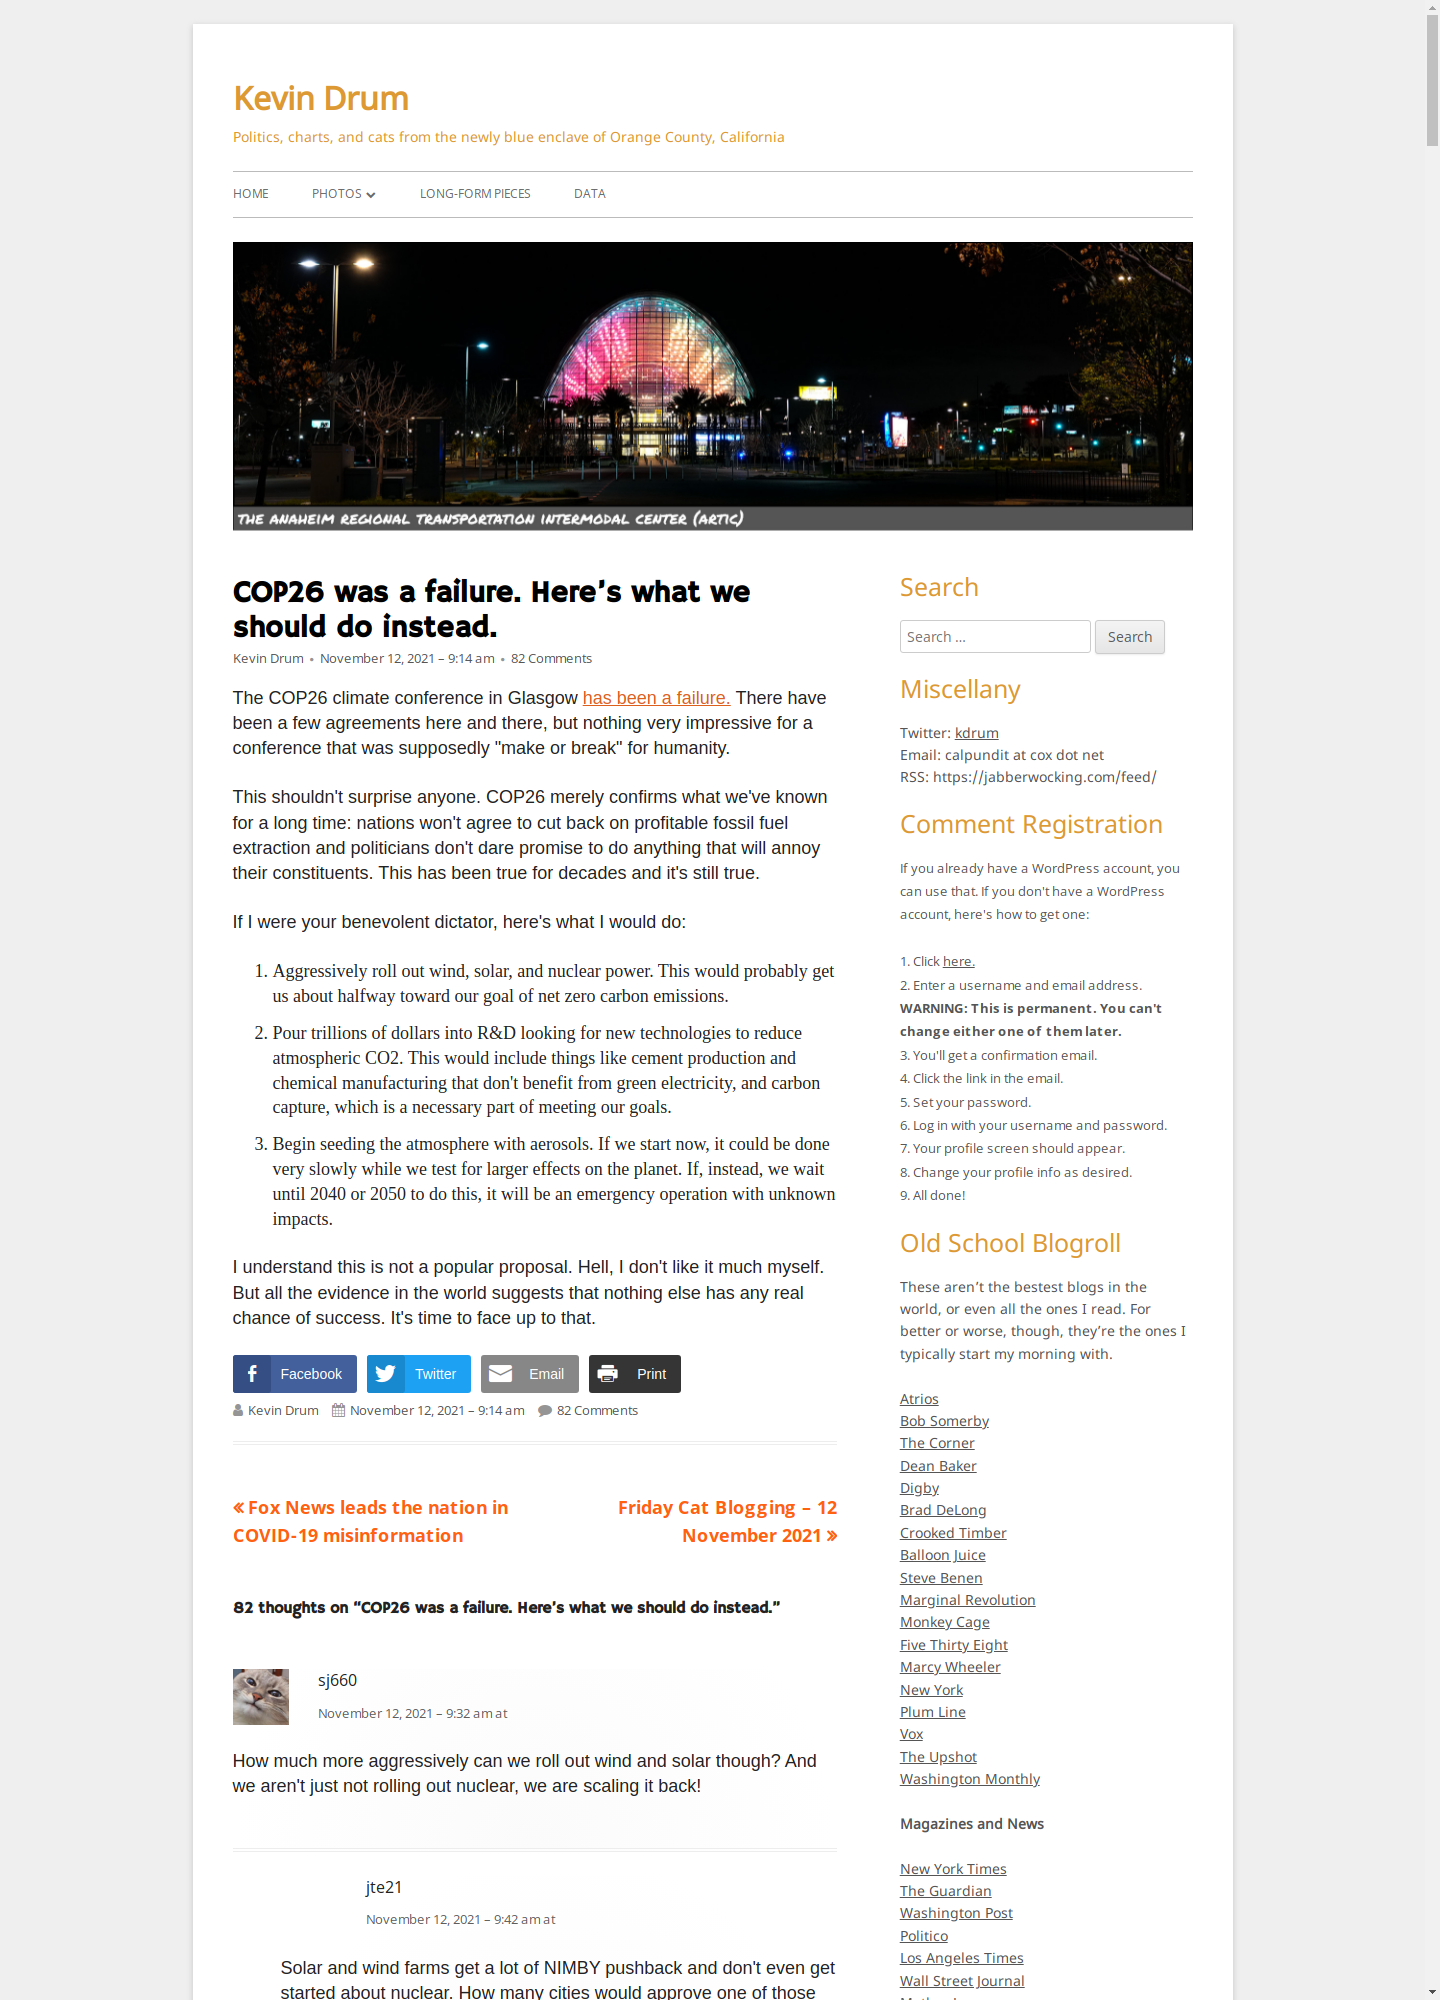 Kevin Drum
Politics, charts, and cats from the newly blue enclave of Orange County, California
HOME
PHOTOS
LONG-FORM PIECES
DATA
THE ANAHEIM REGIONAL TRANSPORTATION INTERMODAL CENTER (ARTIC)
COP26 was a failure. Here's what we
should do instead.
Kevin Drum • November 12, 2021 – 9:14 am • 82 Comments
The COP26 climate conference in Glasgow has been a failure. There have
been a few agreements here and there, but nothing very impressive for a
conference that was supposedly "make or break" for humanity.
This shouldn't surprise anyone. COP26 merely confirms what we've known
for a long time: nations won't agree to cut back on profitable fossil fuel
extraction and politicians don't dare promise to do anything that will annoy
their constituents. This has been true for decades and it's still true.
If I were your benevolent dictator, here's what I would do:
1. Aggressively roll out wind, solar, and nuclear power. This would probably get
us about halfway toward our goal of net zero carbon emissions.
2. Pour trillions of dollars into R&D looking for new technologies to reduce
atmospheric CO2. This would include things like cement production and
chemical manufacturing that don't benefit from green electricity, and carbon
capture, which is a necessary part of meeting our goals.
3. Begin seeding the atmosphere with aerosols. If we start now, it could be done
very slowly while we test for larger effects on the planet. If, instead, we wait
until 2040 or 2050 to do this, it will be an emergency operation with unknown
impacts.
I understand this is not a popular proposal. Hell, I don't like it much myself.
But all the evidence in the world suggests that nothing else has any real
chance of success. It's time to face up to that.
Facebook
Twitter
Email
Print
Kevin Drum November 12, 2021 – 9:14 am 82 Comments
« Fox News leads the nation in
COVID-19 misinformation
Friday Cat Blogging – 12
November 2021 »
82 thoughts on “COP26 was a failure. Here’s what we should do instead.”
sj660
November 12, 2021 – 9:32 am at
How much more aggressively can we roll out wind and solar though? And
we aren't just not rolling out nuclear, we are scaling it back!
jte21
November 12, 2021 – 9:42 am at
Solar and wind farms get a lot of NIMBY pushback and don't even get
started about nuclear. How many cities would approve one of those
Search
Search ...
Search
Miscellany
Twitter: kdrum
Email: calpundit at cox dot net
RSS: https://jabberwocking.com/feed/
Comment Registration
If you already have a WordPress account, you
can use that. If you don't have a WordPress
account, here's how to get one:
1. Click here.
2. Enter a username and email address.
WARNING: This is permanent. You can't
change either one of them later.
3. You'll get a confirmation email.
4. Click the link in the email.
5. Set your password.
6. Log in with your username and password.
7. Your profile screen should appear.
8. Change your profile info as desired.
9. All done!
Old School Blogroll
These aren’t the bestest blogs in the
world, or even all the ones I read. For
better or worse, though, they’re the ones I
typically start my morning with.
Atrios
Bob Somerby
The Corner
Dean Baker
Digby
Brad DeLong
Crooked Timber
Balloon Juice
Steve Benen
Marginal Revolution
Monkey Cage
Five Thirty Eight
Marcy Wheeler
New York
Plum Line
Vox
The Upshot
Washington Monthly
Magazines and News
New York Times
The Guardian
Washington Post
Politico
Los Angeles Times
Wall Street Journal